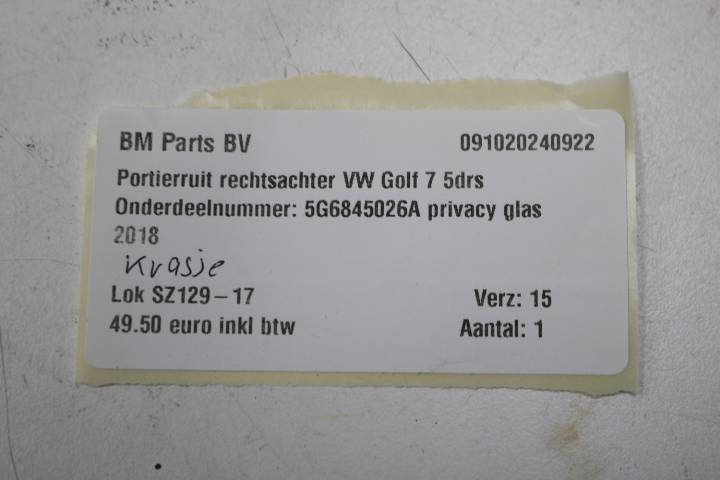 BM Parts BV 091020240922
Portierruit rechtsachter VW Golf 7 5drs
Onderdeelnummer: 5G6845026A privacy glas
2018
Krasje
Lok SZ129-17 Verz: 15
49.50 euro inkl btw Aantal: 1